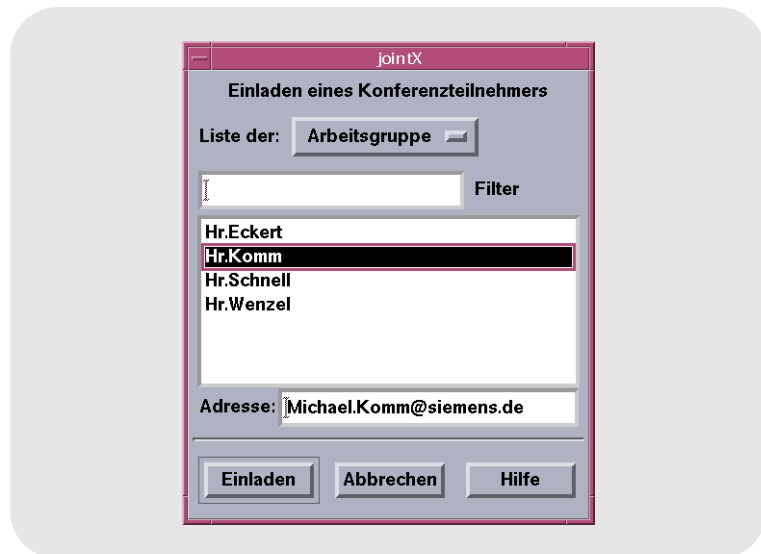 jointX
Einladen eines Konferenzteilnehmers
Liste der: Arbeitsgruppe
Filter
Hr.Eckert
Hr.Komm
Hr.Schnell
Hr.Wenzel
Adresse: Michael.Komm@siemens.de
Einladen Abbrechen Hilfe